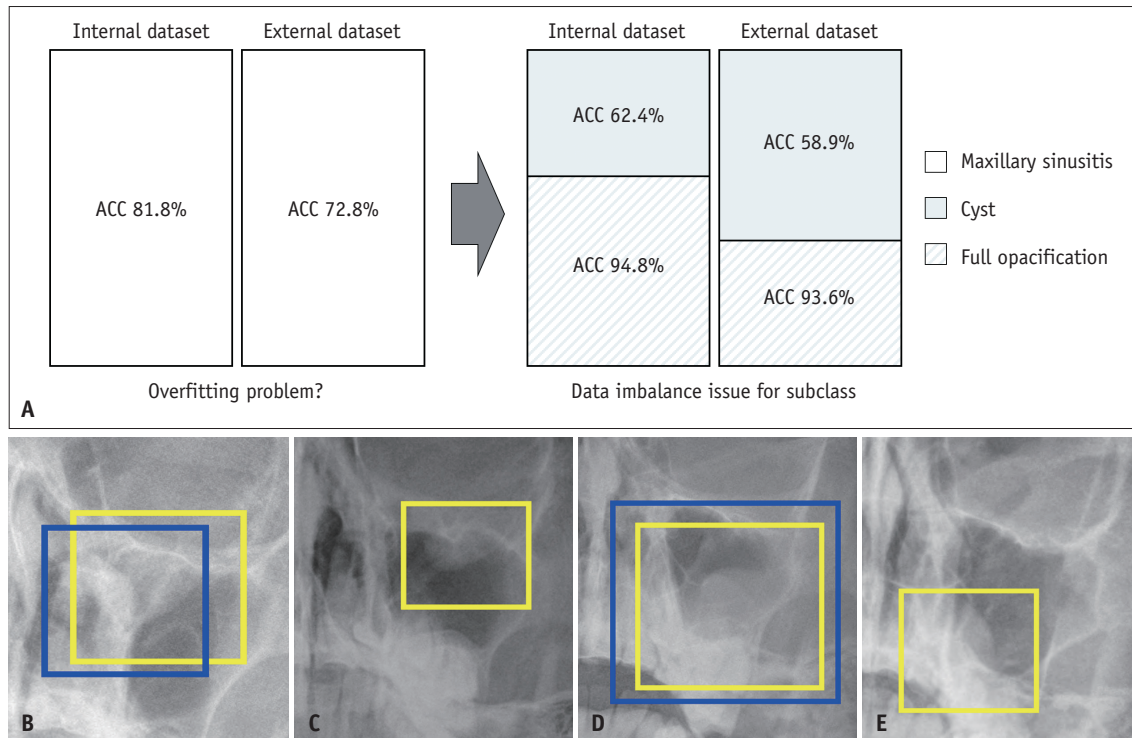 Internal dataset
External dataset
Internal dataset
External dataset
ACC 81.8%
ACC 72.8%
ACC 62.4%
ACC 58.9%
ACC 94.8%
ACC 93.6%
Maxillary sinusitis
Cyst
Full opacification
Overfitting problem?
Data imbalance issue for subclass
A
B
C
D
E